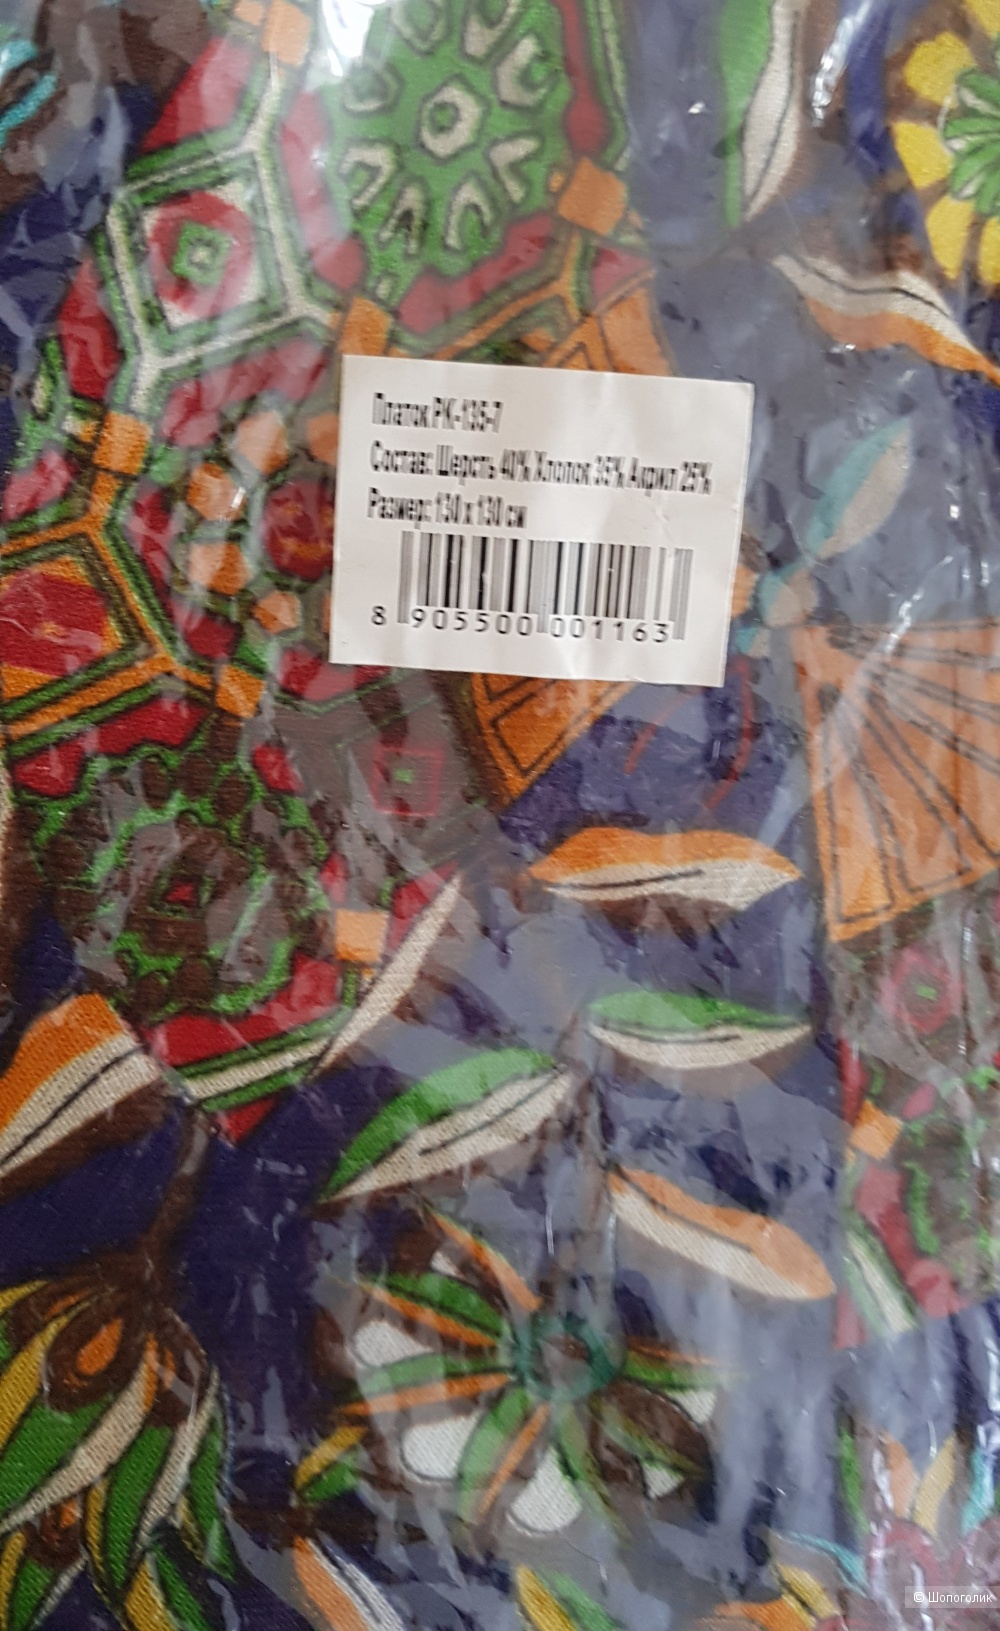 Платок РК-135-7
Состав: Шерсть 40% Хлопок 35% Акрил 25%
Размер: 130 х 130 см
8 905500 001163
© Шопоголик